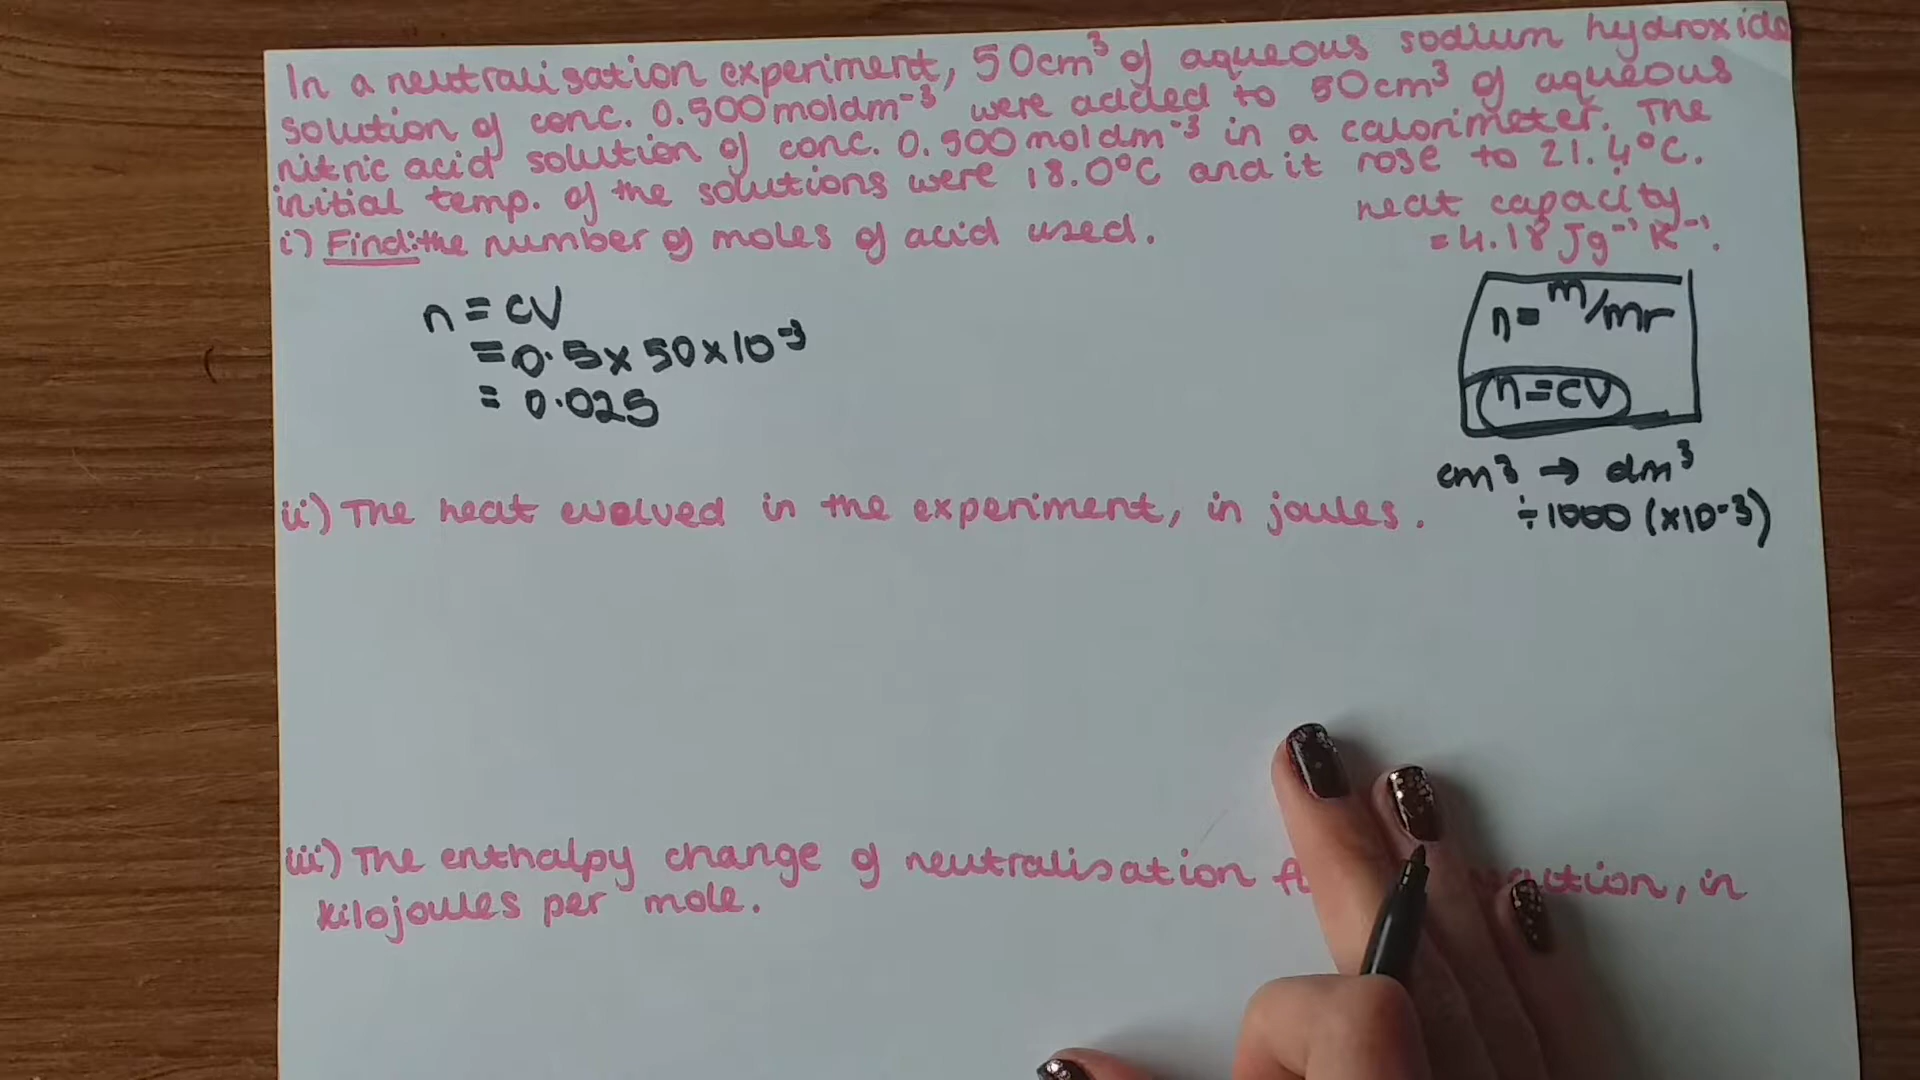 In a neutralisation experiment, 50cm³ of aqueous sodium hydroxide
solution of conc. 0.500 moldm⁻³ were added to 50cm³ of aqueous
nitric acid solution of conc. 0.500 moldm⁻³ in a calorimeter. The
initial temp. of the solutions were 18.0°C and it rose to 21.4°C.
heat capacity
= 4.18 Jg⁻¹K⁻¹.
i) Find: the number of moles of acid used.
n = cv
= 0.5 x 50 x 10⁻³
= 0.025
n = m/mr
n = cv
cm³ → dm³
÷1000 (x10⁻³)
ii) The heat evolved in the experiment, in joules.
iii) The enthalpy change of neutralisation in
kilojoules per mole.